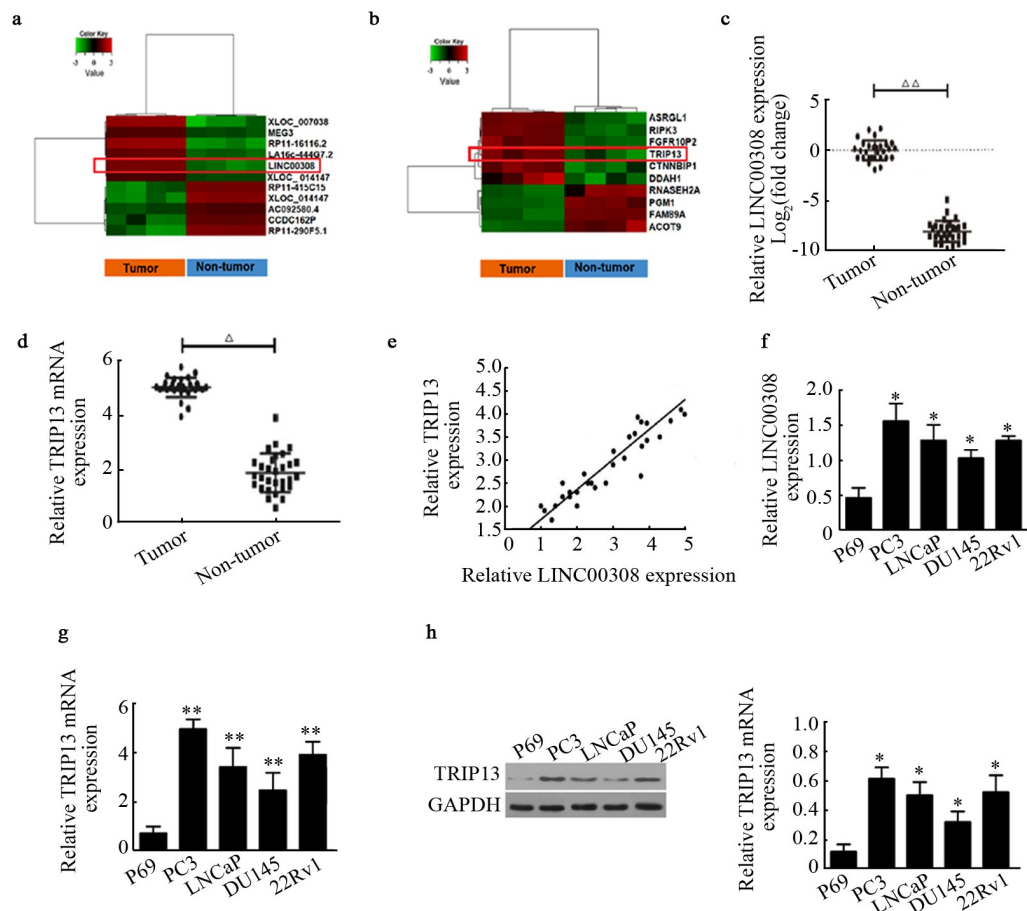 a
Color Key
-3 0 3
Value
XLOC_007038
MEG3
RP11-16116.2
LA16c-444G7.2
LINC00308
XLOC_014147
RP11-415C15
XLOC_014147
AC092580.4
CCDC162P
RP11-290F5.1
Tumor
Non-tumor
b
Color Key
-3 0 3
Value
ASRGL1
RIPK3
FGFR10P2
TRIP13
CTNNBIP1
DDAH1
RNASEH2A
PGM1
FAM89A
ACOT9
Tumor
Non-tumor
c
Relative LINC00308 expression
Log2(fold change)
△△
5
0
-5
-10
Tumor
Non-tumor
d
Relative TRIP13 mRNA
expression
△
6
4
2
0
Tumor
Non-tumor
e
Relative TRIP13
expression
5.0
4.5
4.0
3.5
3.0
2.5
2.0
1.5
0 1 2 3 4 5
Relative LINC00308 expression
f
Relative LINC00308
expression
2.0
1.5
1.0
0.5
0
* * * *
P69 PC3 LNCaP DU145 22Rv1
g
Relative TRIP13 mRNA
expression
6
4
2
0
** ** ** **
P69 PC3 LNCaP DU145 22Rv1
h
P69 PC3 LNCaP DU145 22Rv1
TRIP13
GAPDH
Relative TRIP13 mRNA
expression
1.0
0.8
0.6
0.4
0.2
0
* * * *
P69 PC3 LNCaP DU145 22Rv1